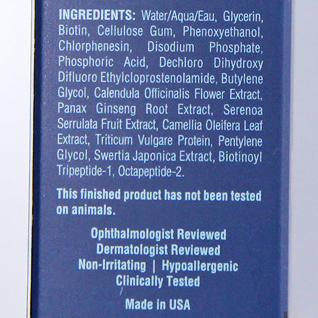 INGREDIENTS: Water/Aqua/Eau, Glycerin,
Biotin, Cellulose Gum, Phenoxyethanol,
Chlorphenesin, Disodium Phosphate,
Phosphoric Acid, Dechloro Dihydroxy
Difluoro Ethylcloprostenolamide, Butylene
Glycol, Calendula Officinalis Flower Extract,
Panax Ginseng Root Extract, Serenoa
Serrulata Fruit Extract, Camellia Oleifera Leaf
Extract, Triticum Vulgare Protein, Pentylene
Glycol, Swertia Japonica Extract, Biotinoyl
Tripeptide-1, Octapeptide-2.
This finished product has not been tested
on animals.
Ophthalmologist Reviewed
Dermatologist Reviewed
Non-Irritating | Hypoallergenic
Clinically Tested
Made in USA